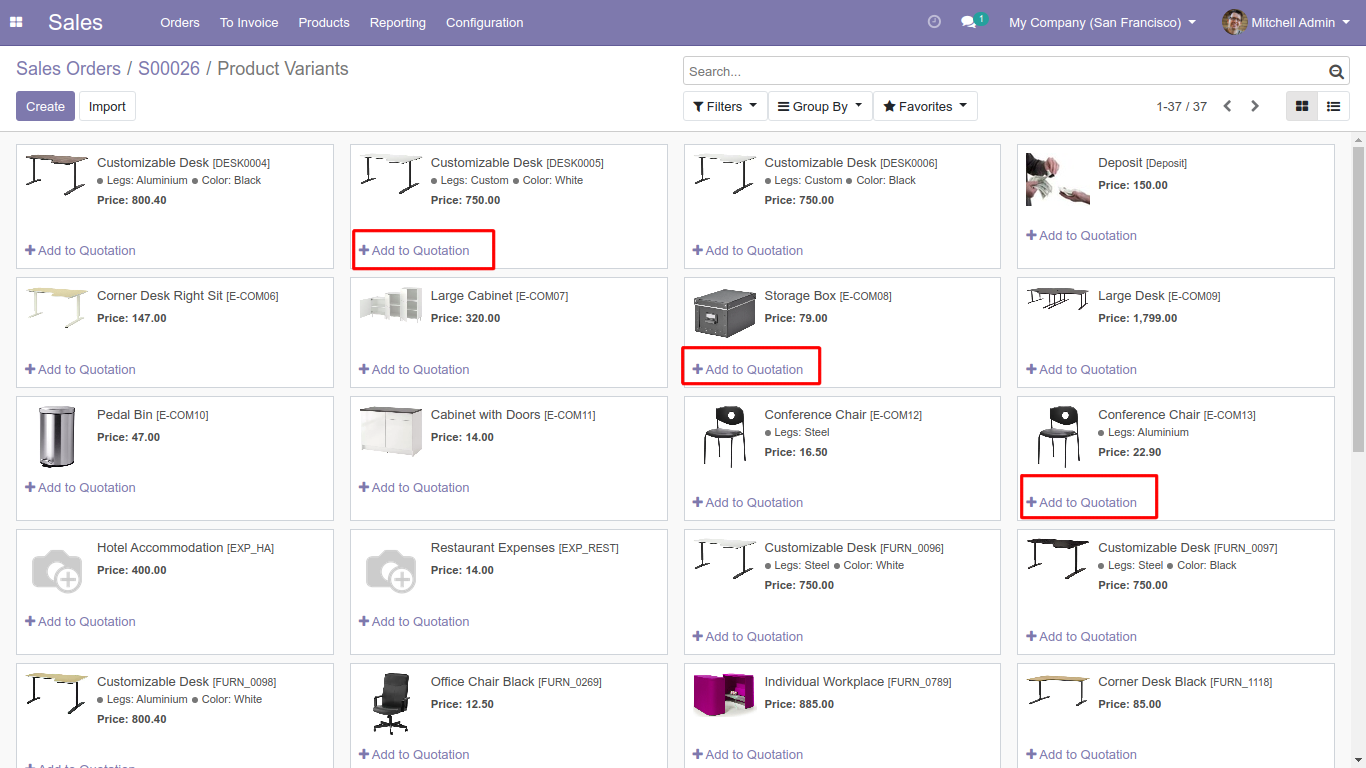 Sales Orders To Invoice Products Reporting Configuration 1 My Company (San Francisco) Mitchell Admin
Sales Orders / S00026 / Product Variants
Search...
Create Import
Filters Group By Favorites 1-37 / 37
Customizable Desk [DESK0004]
Legs: Aluminium Color: Black
Price: 800.40
Add to Quotation
Customizable Desk [DESK0005]
Legs: Custom Color: White
Price: 750.00
Add to Quotation
Customizable Desk [DESK0006]
Legs: Custom Color: Black
Price: 750.00
Add to Quotation
Deposit [Deposit]
Price: 150.00
Add to Quotation
Corner Desk Right Sit [E-COM06]
Price: 147.00
Add to Quotation
Large Cabinet [E-COM07]
Price: 320.00
Add to Quotation
Storage Box [E-COM08]
Price: 79.00
Add to Quotation
Large Desk [E-COM09]
Price: 1,799.00
Add to Quotation
Pedal Bin [E-COM10]
Price: 47.00
Add to Quotation
Cabinet with Doors [E-COM11]
Price: 14.00
Add to Quotation
Conference Chair [E-COM12]
Legs: Steel
Price: 16.50
Add to Quotation
Conference Chair [E-COM13]
Legs: Aluminium
Price: 22.90
Add to Quotation
Hotel Accommodation [EXP_HA]
Price: 400.00
Add to Quotation
Restaurant Expenses [EXP_REST]
Price: 14.00
Add to Quotation
Customizable Desk [FURN_0096]
Legs: Steel Color: White
Price: 750.00
Add to Quotation
Customizable Desk [FURN_0097]
Legs: Steel Color: Black
Price: 750.00
Add to Quotation
Customizable Desk [FURN_0098]
Legs: Aluminium Color: White
Price: 800.40
Add to Quotation
Office Chair Black [FURN_0269]
Price: 12.50
Add to Quotation
Individual Workplace [FURN_0789]
Price: 885.00
Add to Quotation
Corner Desk Black [FURN_1118]
Price: 85.00
Add to Quotation